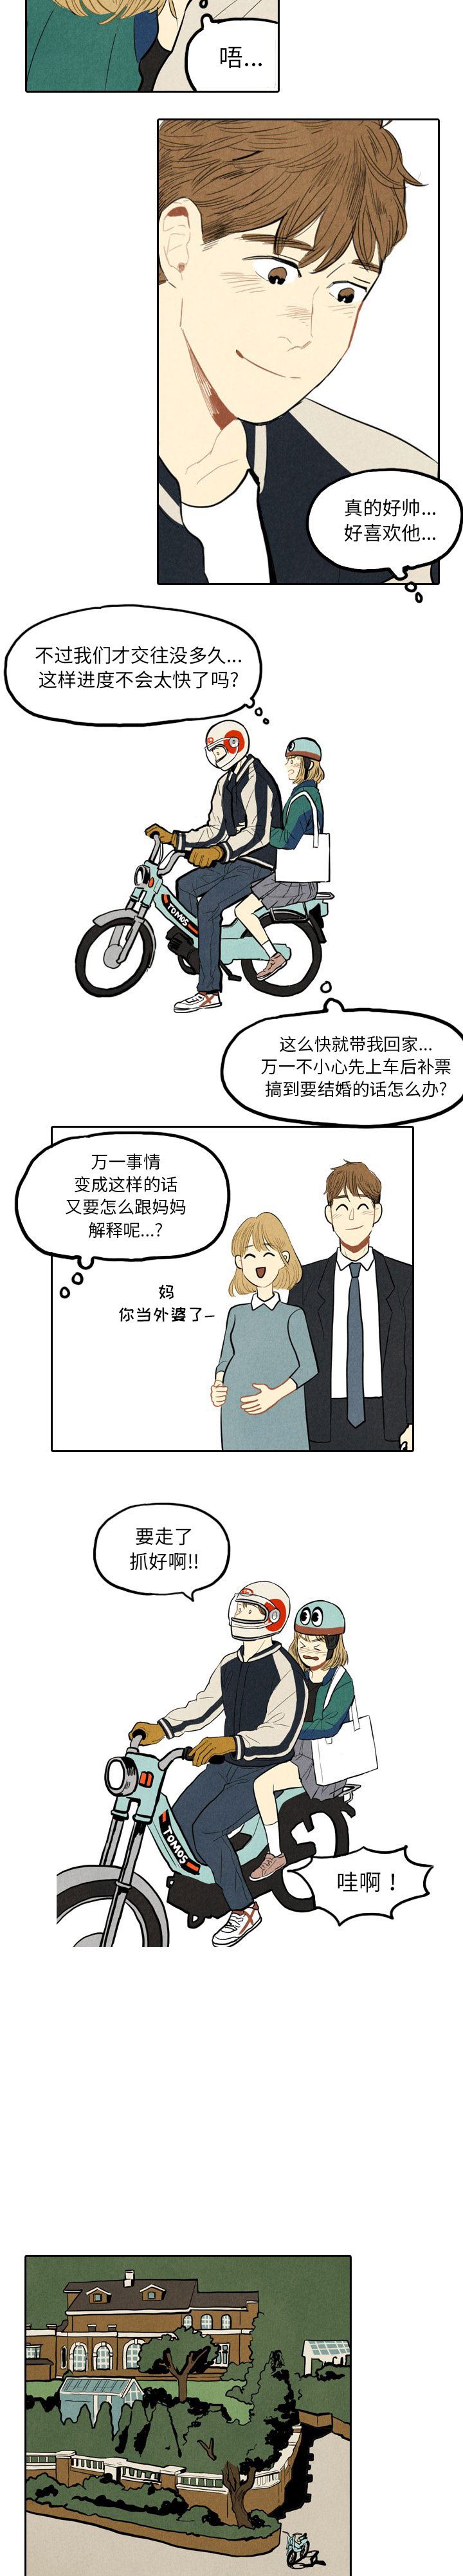 唔...
真的好帅...
好喜欢他...
不过我们才交往没多久...
这样进度不会太快了吗?
TOMOS
这么快就带我回家...
万一不小心先上车后补票
搞到要结婚的话怎么办?
万一事情
变成这样的话
又要怎么跟妈妈
解释呢...?
妈
你当外婆了~
要走了
抓好啊!!
TOMOS
哇啊！